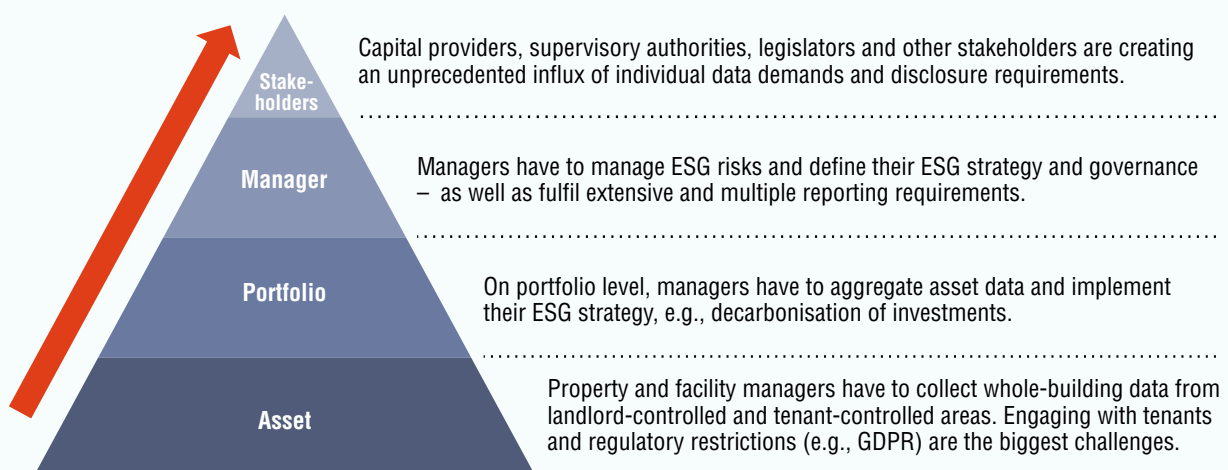 Stake-
holders
Capital providers, supervisory authorities, legislators and other stakeholders are creating
an unprecedented influx of individual data demands and disclosure requirements.
Manager
Managers have to manage ESG risks and define their ESG strategy and governance
– as well as fulfil extensive and multiple reporting requirements.
Portfolio
On portfolio level, managers have to aggregate asset data and implement
their ESG strategy, e.g., decarbonisation of investments.
Asset
Property and facility managers have to collect whole-building data from
landlord-controlled and tenant-controlled areas. Engaging with tenants
and regulatory restrictions (e.g., GDPR) are the biggest challenges.